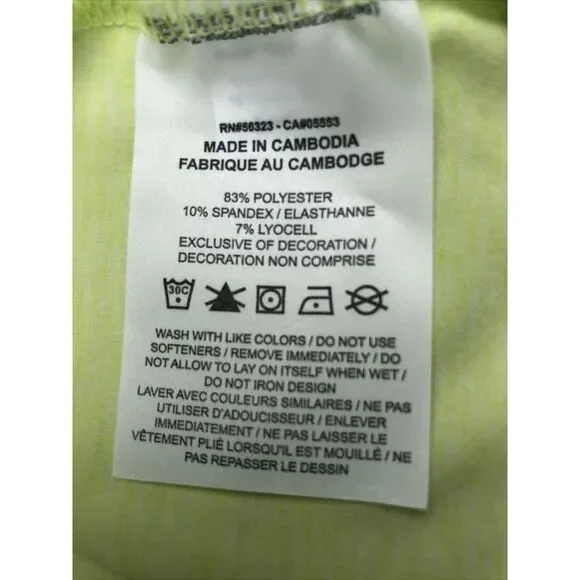 RN#56323 - CA#05553
MADE IN CAMBODIA
FABRIQUE AU CAMBODGE
83% POLYESTER
10% SPANDEX / ELASTHANNE
7% LYOCELL
EXCLUSIVE OF DECORATION /
DECORATION NON COMPRISE
30C
WASH WITH LIKE COLORS / DO NOT USE
SOFTENERS / REMOVE IMMEDIATELY / DO
NOT ALLOW TO LAY ON ITSELF WHEN WET /
DO NOT IRON DESIGN
LAVER AVEC COULEURS SIMILAIRES / NE PAS
UTILISER D'ADOUCISSEUR / ENLEVER
IMMEDIATEMENT / NE PAS LAISSER LE
VÊTEMENT PLIÉ LORSQU'IL EST MOUILLÉ / NE
PAS REPASSER LE DESSIN